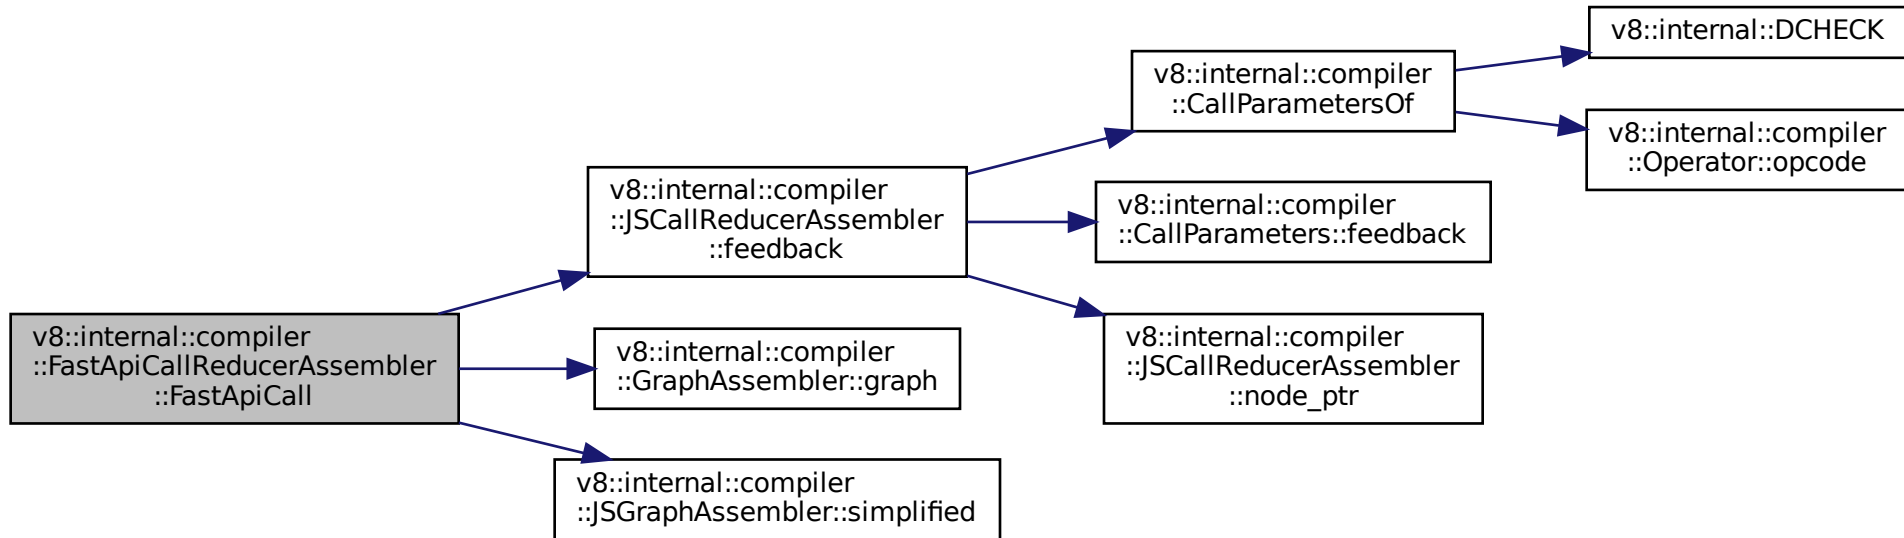 v8::internal::compiler
::FastApiCallReducerAssembler
::FastApiCall
v8::internal::compiler
::JSCallReducerAssembler
::feedback
v8::internal::compiler
::CallParametersOf
v8::internal::DCHECK
v8::internal::compiler
::Operator::opcode
v8::internal::compiler
::CallParameters::feedback
v8::internal::compiler
::JSCallReducerAssembler
::node_ptr
v8::internal::compiler
::GraphAssembler::graph
v8::internal::compiler
::JSGraphAssembler::simplified